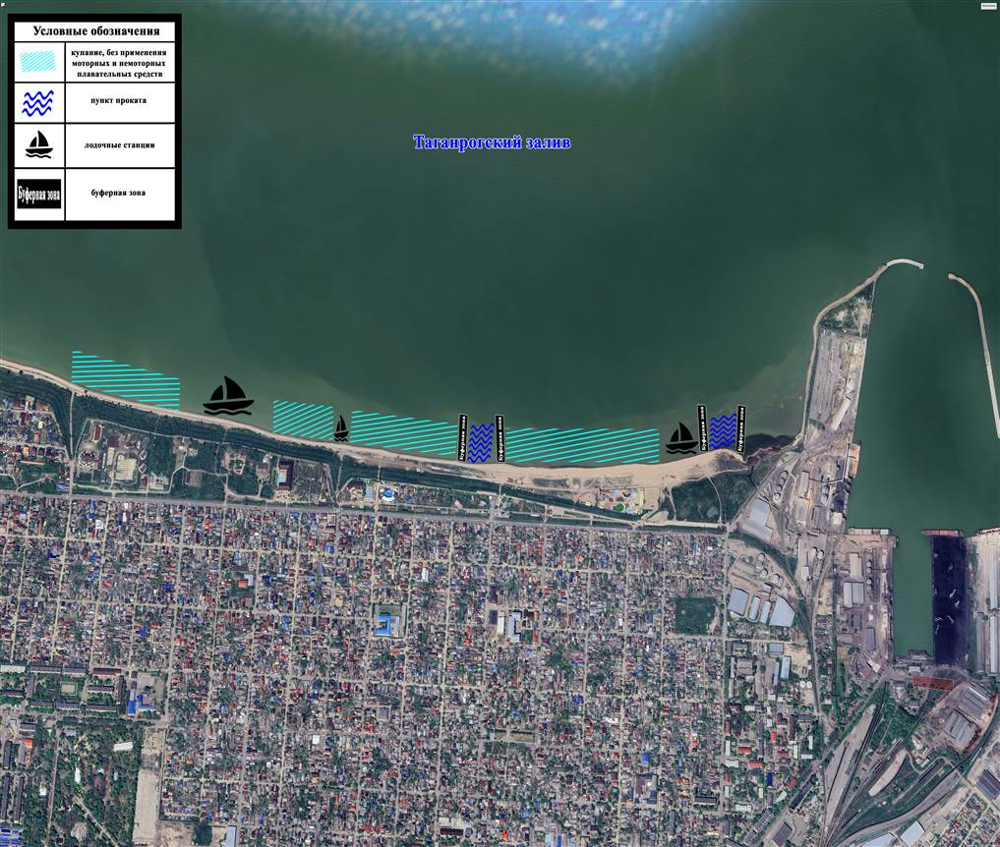 Условные обозначения
купание, без применения
моторных и немоторных
плавательных средств
пункт проката
лодочные станции
Буферная зона
буферная зона
Таганрогский залив
Буферная зона
Буферная зона
Буферная зона
Буферная зона